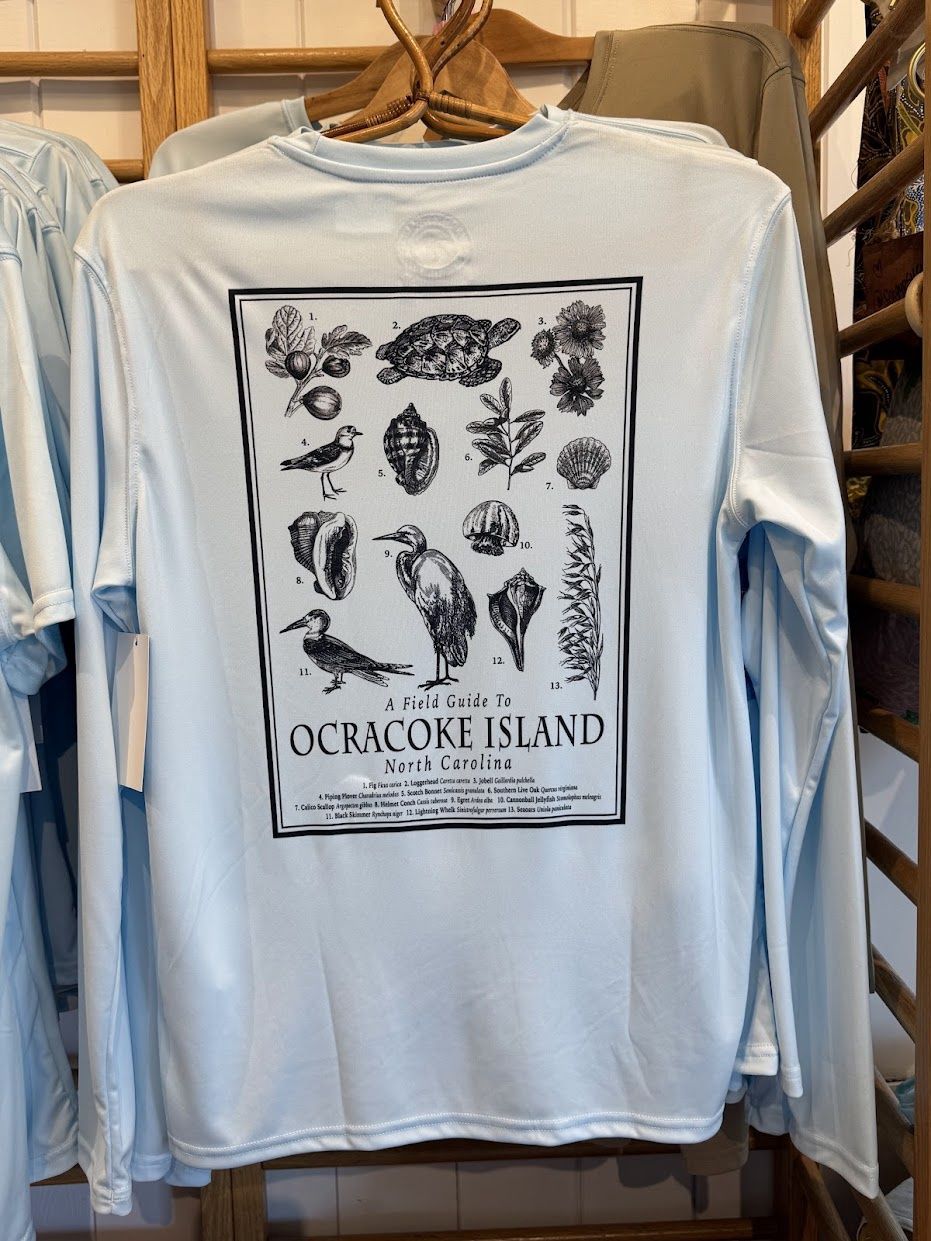 1.
2.
3.
4.
5.
6.
7.
8.
9.
10.
11.
12.
13.
A Field Guide To
OCRACOKE ISLAND
North Carolina
1. Fig Ficus carica 2. Loggerhead Caretta caretta 3. Jobell Gaillardia pulchella
4. Piping Plover Charadrius melodus 5. Scotch Bonnet Semicassis granulata 6. Southern Live Oak Quercus virginiana
7. Calico Scallop Argopecten gibbus 8. Helmet Conch Cassis tuberosa 9. Egret Ardea alba 10. Cannonball Jellyfish Stomolophus meleagris
11. Black Skimmer Rynchops niger 12. Lightning Whelk Sinistrofulgur perversum 13. Seaoats Uniola paniculata